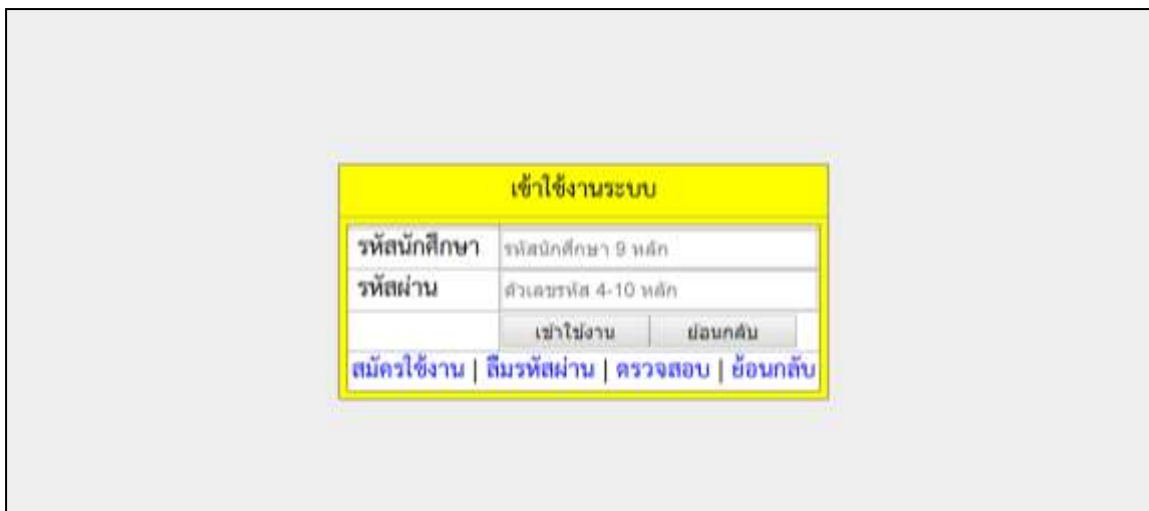 เข้าใช้งานระบบ
รหัสนักศึกษา รหัสนักศึกษา 9 หลัก
รหัสผ่าน ตัวเลขรหัส 4-10 หลัก
เข้าใช้งาน ย้อนกลับ
สมัครใช้งาน | ลืมรหัสผ่าน | ตรวจสอบ | ย้อนกลับ